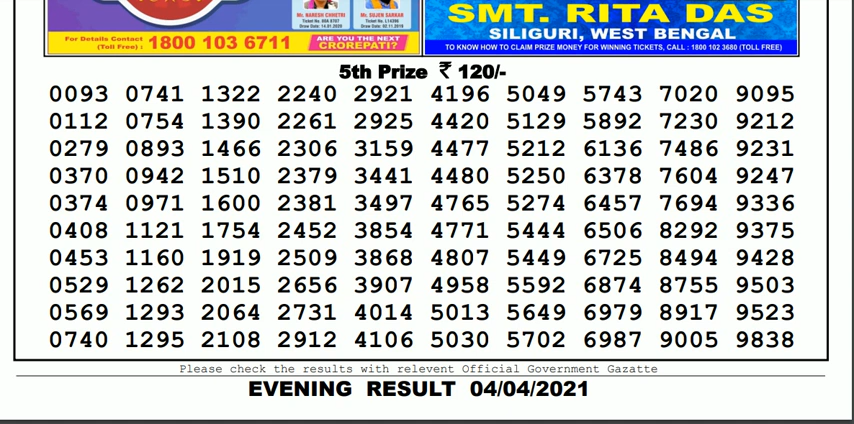 Mr. NARESH CHHETRI
Mr. SUJEN SARKAR
For Details Contact
(Toll Free) : 1800 103 6711
ARE YOU THE NEXT
CROREPATI?
SMT. RITA DAS
SILIGURI, WEST BENGAL
TO KNOW HOW TO CLAIM PRIZE MONEY FOR WINNING TICKETS, CALL : 1800 102 3680 (TOLL FREE)
5th Prize ₹ 120/-
0093 0741 1322 2240 2921 4196 5049 5743 7020 9095
0112 0754 1390 2261 2925 4420 5129 5892 7230 9212
0279 0893 1466 2306 3159 4477 5212 6136 7486 9231
0370 0942 1510 2379 3441 4480 5250 6378 7604 9247
0374 0971 1600 2381 3497 4765 5274 6457 7694 9336
0408 1121 1754 2452 3854 4771 5444 6506 8292 9375
0453 1160 1919 2509 3868 4807 5449 6725 8494 9428
0529 1262 2015 2656 3907 4958 5592 6874 8755 9503
0569 1293 2064 2731 4014 5013 5649 6979 8917 9523
0740 1295 2108 2912 4106 5030 5702 6987 9005 9838
Please check the results with relevent Official Government Gazatte
EVENING RESULT 04/04/2021